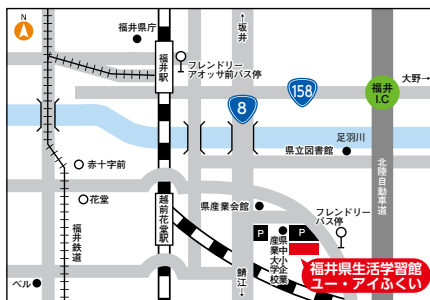 N
福井県庁
フレンドリー
アオッサ前バス停
福井駅
↑坂井
大野→
158
8
福井
I.C
足羽川
県立図書館
北陸自動車道
赤十字前
花堂
越前花堂駅
福井鉄道
県産業会館
フレンドリー
バス停
P
P
県中小企業
産業大学校
鯖江↓
ベル
福井県生活学習館
ユー・アイふくい